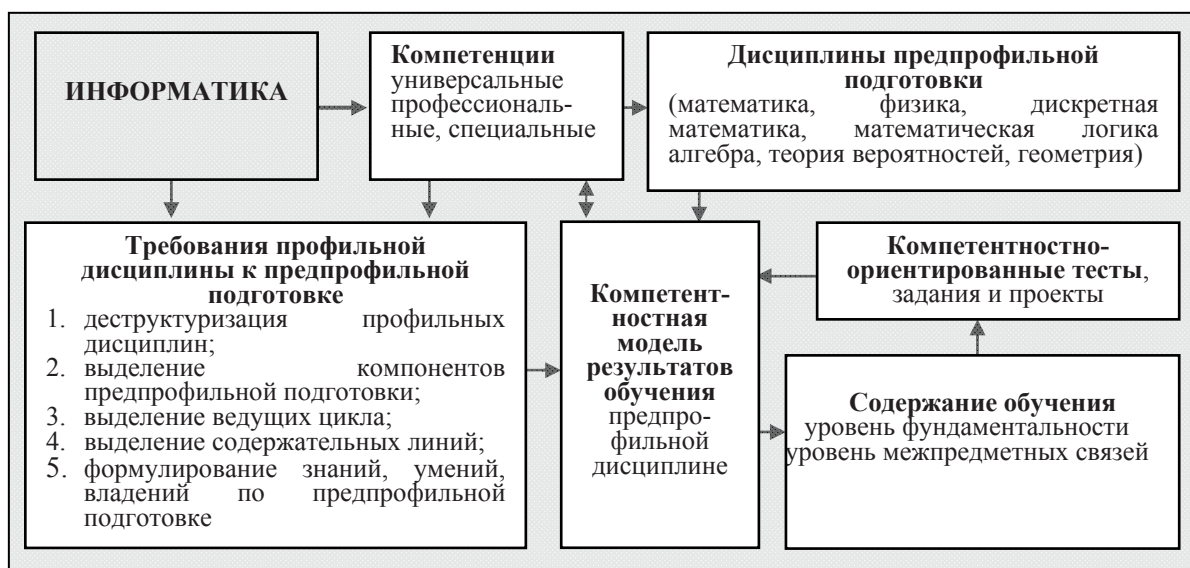 ИНФОРМАТИКА
Компетенции
универсальные
профессиональ-
ные, специальные
Дисциплины предпрофильной
подготовки
(математика, физика, дискретная
математика, математическая логика
алгебра, теория вероятностей, геометрия)
Требования профильной
дисциплины к предпрофильной
подготовке
1. деструктуризация профильных
дисциплин;
2. выделение компонентов
предпрофильной подготовки;
3. выделение ведущих цикла;
4. выделение содержательных линий;
5. формулирование знаний, умений,
владений по предпрофильной
подготовке
Компетент-
ностная
модель
результатов
обучения
предпро-
фильной
дисциплине
Компетентностно-
ориентированные тесты,
задания и проекты
Содержание обучения
уровень фундаментальности
уровень межпредметных связей